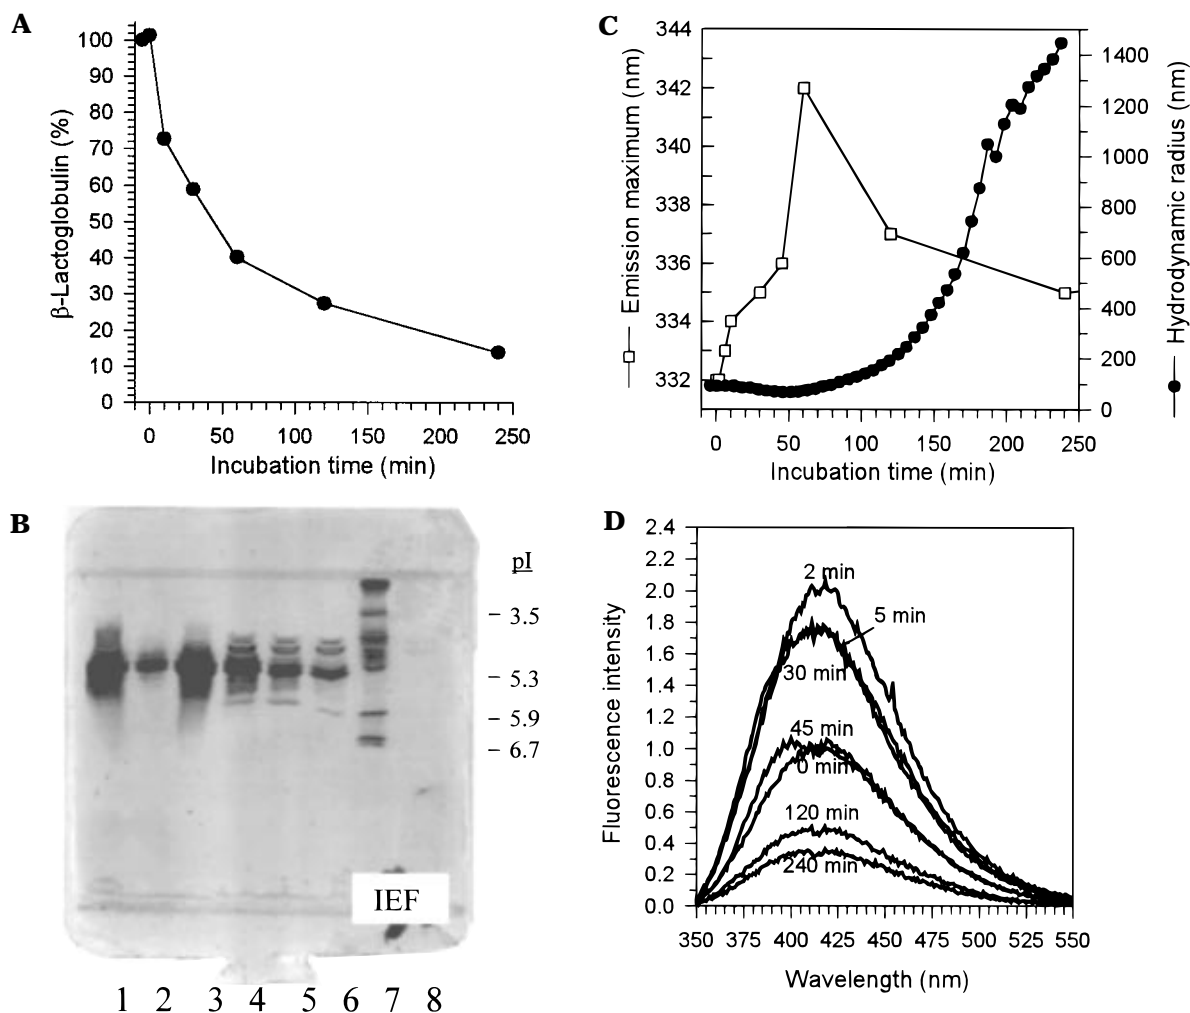 A
100
90
80
70
60
50
40
30
20
10
0
β-Lactoglobulin (%)
0 50 100 150 200 250
Incubation time (min)
C
344
342
340
338
336
334
332
Emission maximum (nm)
1400
1200
1000
800
600
400
200
0
Hydrodynamic radius (nm)
0 50 100 150 200 250
Incubation time (min)
B
pI
- 3.5
- 5.3
- 5.9
- 6.7
IEF
1 2 3 4 5 6 7 8
D
2.4
2.2
2.0
1.8
1.6
1.4
1.2
1.0
0.8
0.6
0.4
0.2
0.0
Fluorescence intensity
2 min
5 min
30 min
45 min
0 min
120 min
240 min
350 375 400 425 450 475 500 525 550
Wavelength (nm)